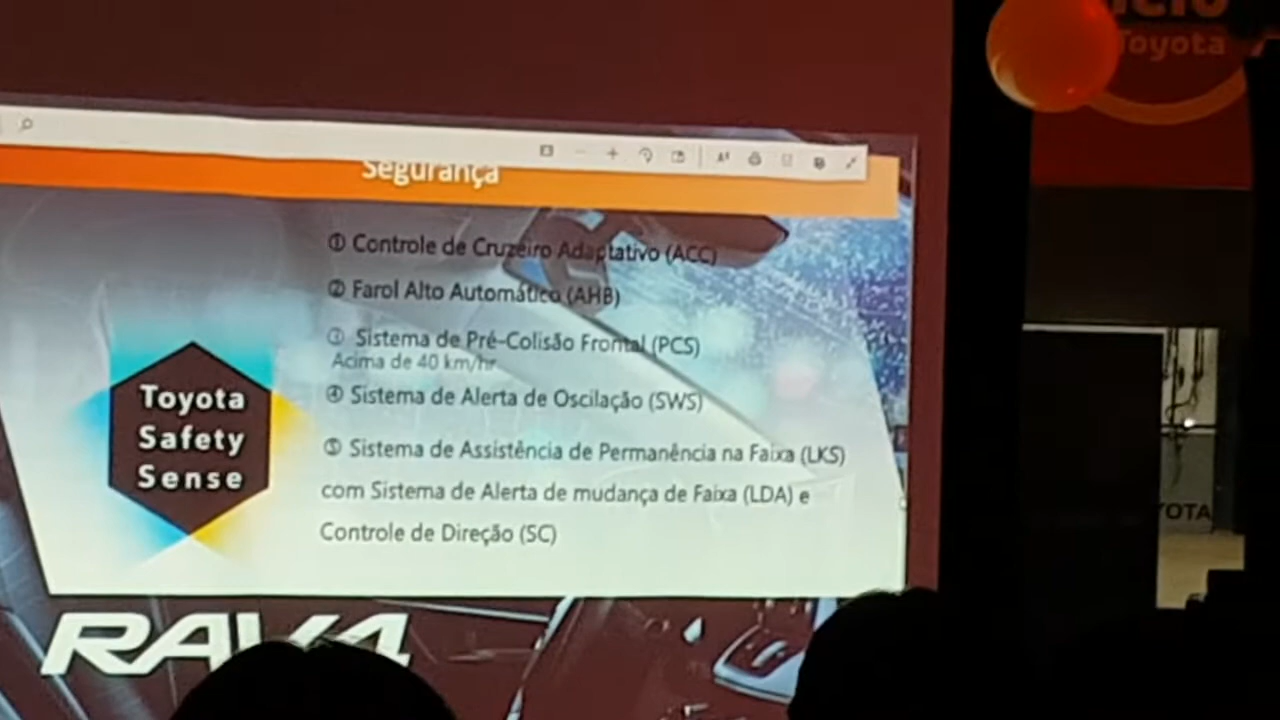 Toyota
Segurança
① Controle de Cruzeiro Adaptativo (ACC)
② Farol Alto Automático (AHB)
③ Sistema de Pré-Colisão Frontal (PCS)
Acima de 40 km/hr
④ Sistema de Alerta de Oscilação (SWS)
⑤ Sistema de Assistência de Permanência na Faixa (LKS)
com Sistema de Alerta de mudança de Faixa (LDA) e
Controle de Direção (SC)
Toyota
Safety
Sense
RAV4
YOTA